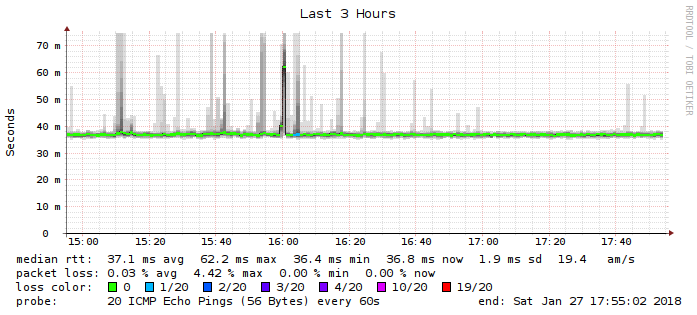 Last 3 Hours
RRDTOOL / TOBI OETIKER
Seconds
70 m
60 m
50 m
40 m
30 m
20 m
10 m
0
15:00 15:20 15:40 16:00 16:20 16:40 17:00 17:20 17:40
median rtt: 37.1 ms avg 62.2 ms max 36.4 ms min 36.8 ms now 1.9 ms sd 19.4 am/s
packet loss: 0.03 % avg 4.42 % max 0.00 % min 0.00 % now
loss color: 0 1/20 2/20 3/20 4/20 10/20 19/20
probe: 20 ICMP Echo Pings (56 Bytes) every 60s end: Sat Jan 27 17:55:02 2018